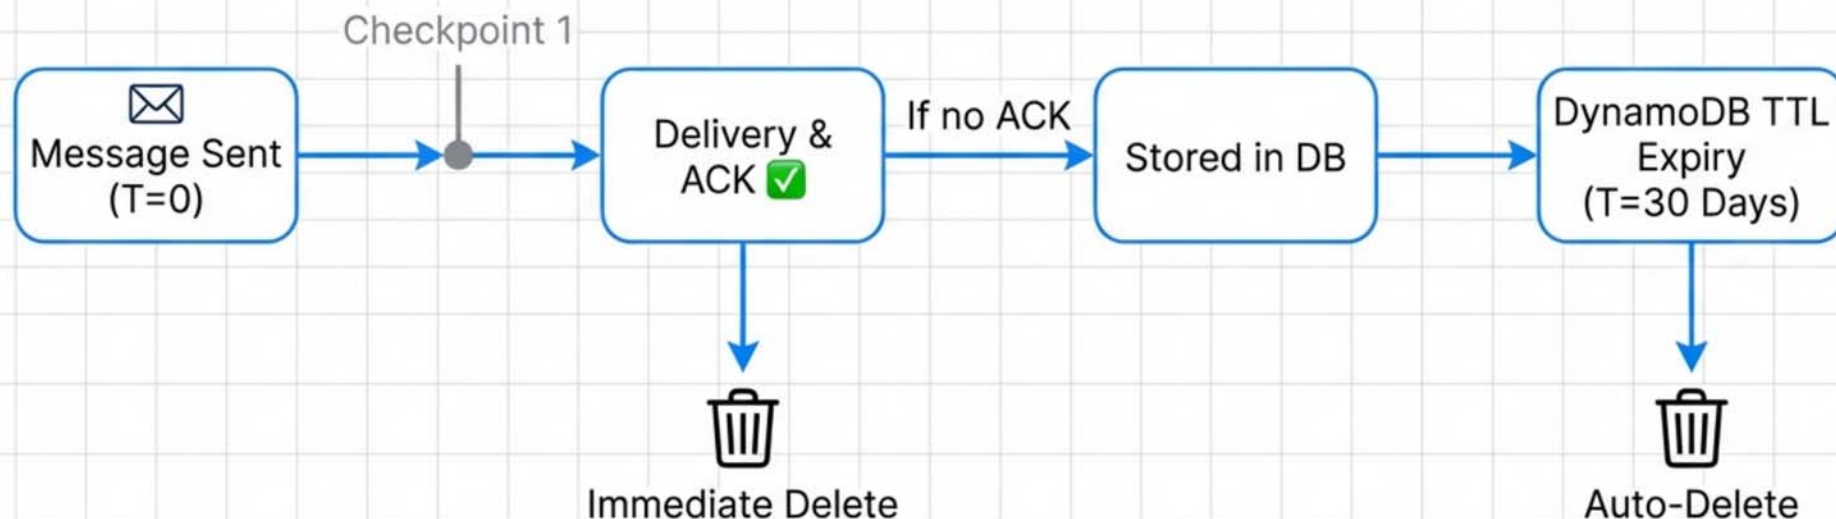 Checkpoint 1
Message Sent
(T=0)
Delivery &
ACK ✅
If no ACK
Stored in DB
DynamoDB TTL
Expiry
(T=30 Days)
Immediate Delete
Auto-Delete